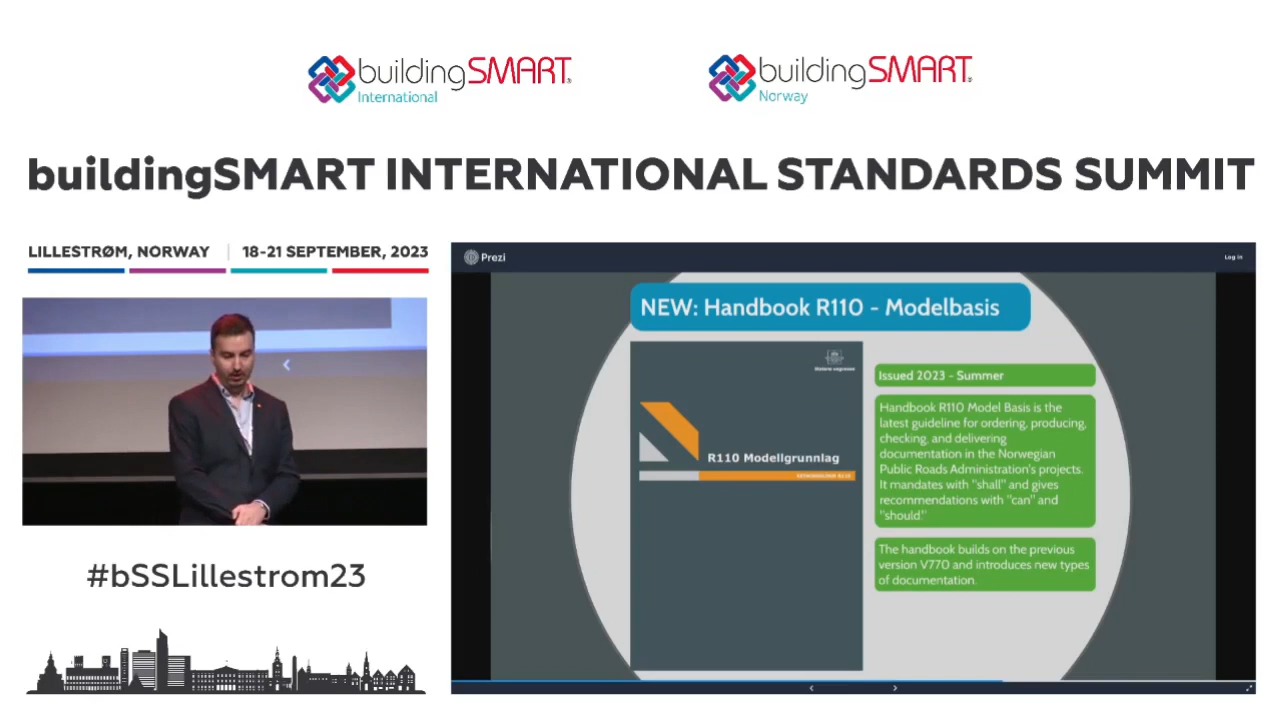 buildingSMART®
International
buildingSMART®
Norway
buildingSMART INTERNATIONAL STANDARDS SUMMIT
LILLESTRØM, NORWAY | 18-21 SEPTEMBER, 2023
Prezi
Log in
NEW: Handbook R110 - Modelbasis
Statens vegvesen
R110 Modellgrunnlag
Issued 2023 - Summer
Handbook R110 Model Basis is the
latest guideline for ordering, producing,
checking, and delivering
documentation in the Norwegian
Public Roads Administration's projects.
It mandates with "shall" and gives
recommendations with "can" and
"should."
The handbook builds on the previous
version V770 and introduces new types
of documentation.
#bSSLillestrom23